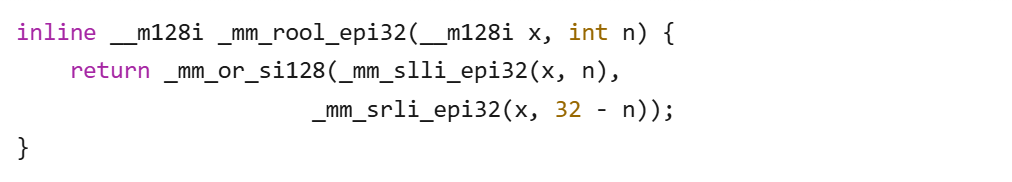 inline __m128i _mm_rool_epi32(__m128i x, int n) {
    return _mm_or_si128(_mm_slli_epi32(x, n),
                      _mm_srli_epi32(x, 32 - n));
}